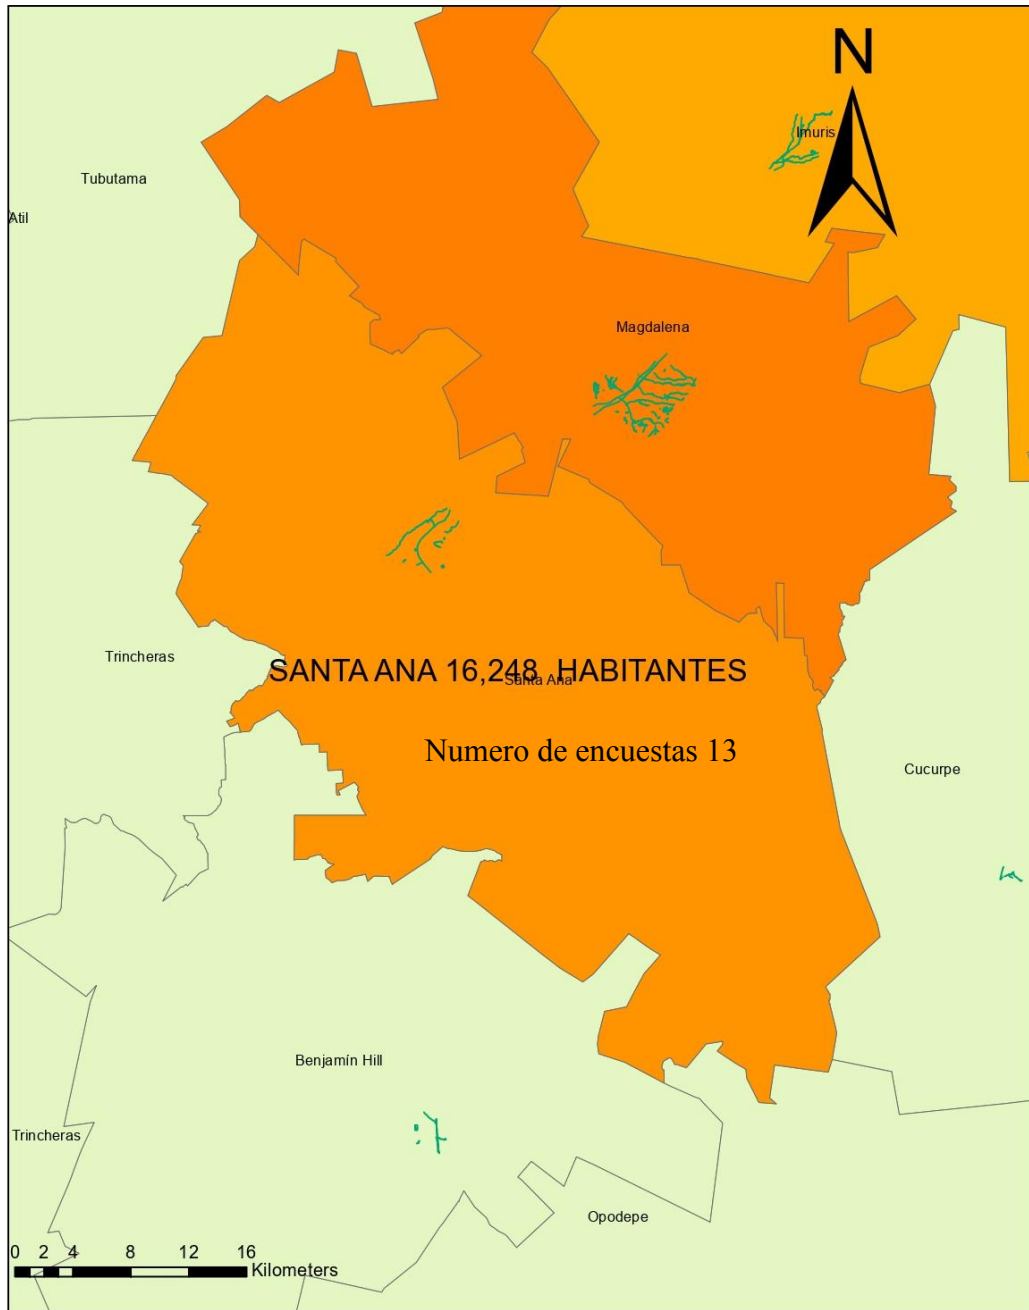 N
Imuris
Tubutama
Atil
Magdalena
Trincheras
SANTA ANA 16,248 HABITANTES
Santa Ana
Numero de encuestas 13
Cucurpe
Benjamín Hill
Trincheras
Opodepe
0 2 4 8 12 16
Kilometers